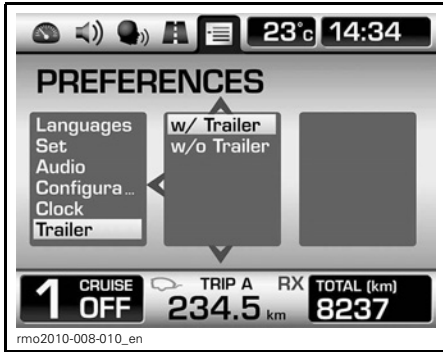 23°c 14:34
PREFERENCES
Languages
Set
Audio
Configura...
Clock
Trailer
w/ Trailer
w/o Trailer
1 CRUISE OFF
TRIP A RX
234.5 km
TOTAL (km)
8237
rmo2010-008-010_en